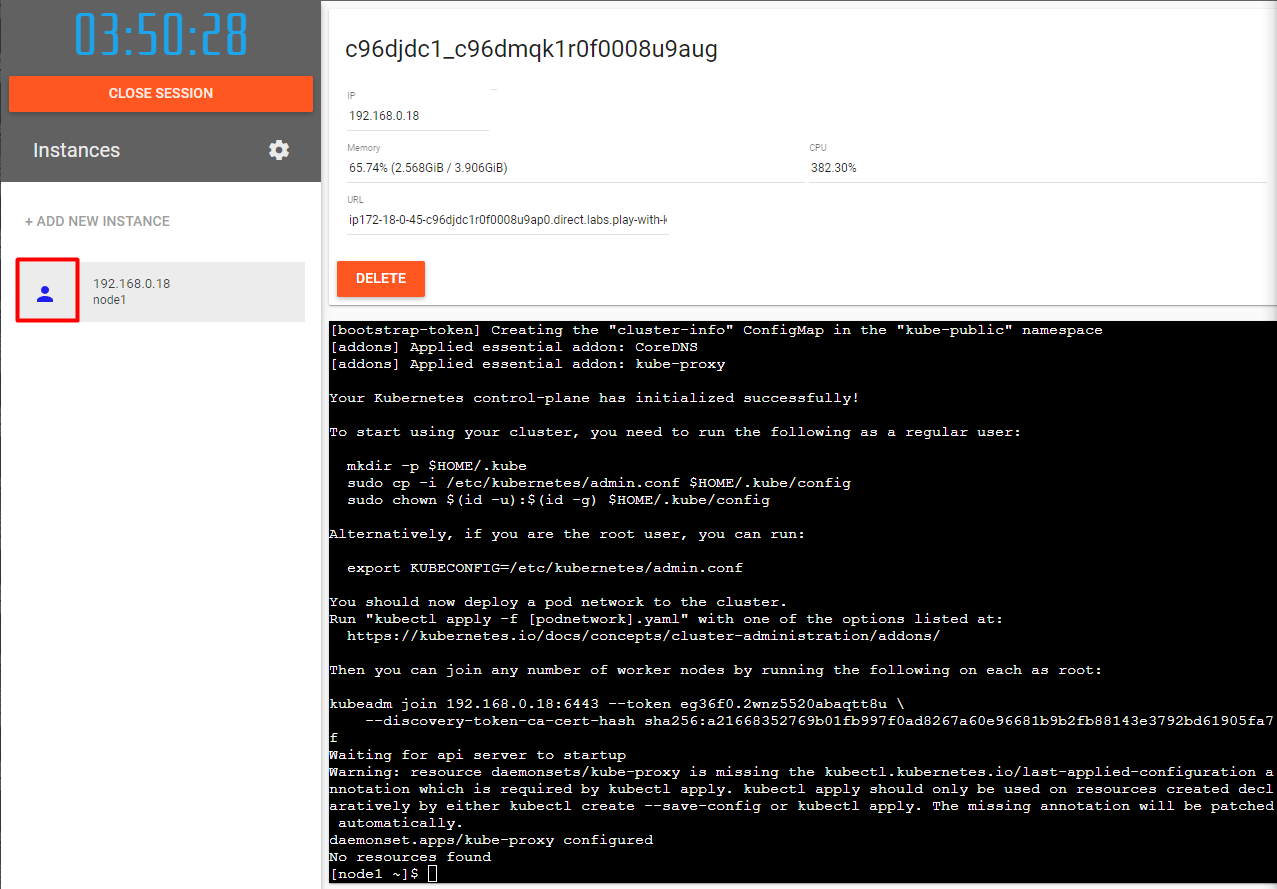 03:50:28
CLOSE SESSION
Instances
+ ADD NEW INSTANCE
192.168.0.18
node1
c96djdc1_c96dmqk1r0f0008u9aug
IP
192.168.0.18
Memory
65.74% (2.568GiB / 3.906GiB)
CPU
382.30%
URL
ip172-18-0-45-c96djdc1r0f0008u9ap0.direct.labs.play-with-k
DELETE
[bootstrap-token] Creating the "cluster-info" ConfigMap in the "kube-public" namespace
[addons] Applied essential addon: CoreDNS
[addons] Applied essential addon: kube-proxy
Your Kubernetes control-plane has initialized successfully!
To start using your cluster, you need to run the following as a regular user:
mkdir -p $HOME/.kube
sudo cp -i /etc/kubernetes/admin.conf $HOME/.kube/config
sudo chown $(id -u):$(id -g) $HOME/.kube/config
Alternatively, if you are the root user, you can run:
export KUBECONFIG=/etc/kubernetes/admin.conf
You should now deploy a pod network to the cluster.
Run "kubectl apply -f [podnetwork].yaml" with one of the options listed at:
https://kubernetes.io/docs/concepts/cluster-administration/addons/
Then you can join any number of worker nodes by running the following on each as root:
kubeadm join 192.168.0.18:6443 --token eg36f0.2wnz5520abaqtt8u \
--discovery-token-ca-cert-hash sha256:a21668352769b01fb997f0ad8267a60e96681b9b2fb88143e3792bd61905fa7
f
Waiting for api server to startup
Warning: resource daemonsets/kube-proxy is missing the kubectl.kubernetes.io/last-applied-configuration a
nnotation which is required by kubectl apply. kubectl apply should only be used on resources created decl
aratively by either kubectl create --save-config or kubectl apply. The missing annotation will be patched
automatically.
daemonset.apps/kube-proxy configured
No resources found
[node1 ~]$